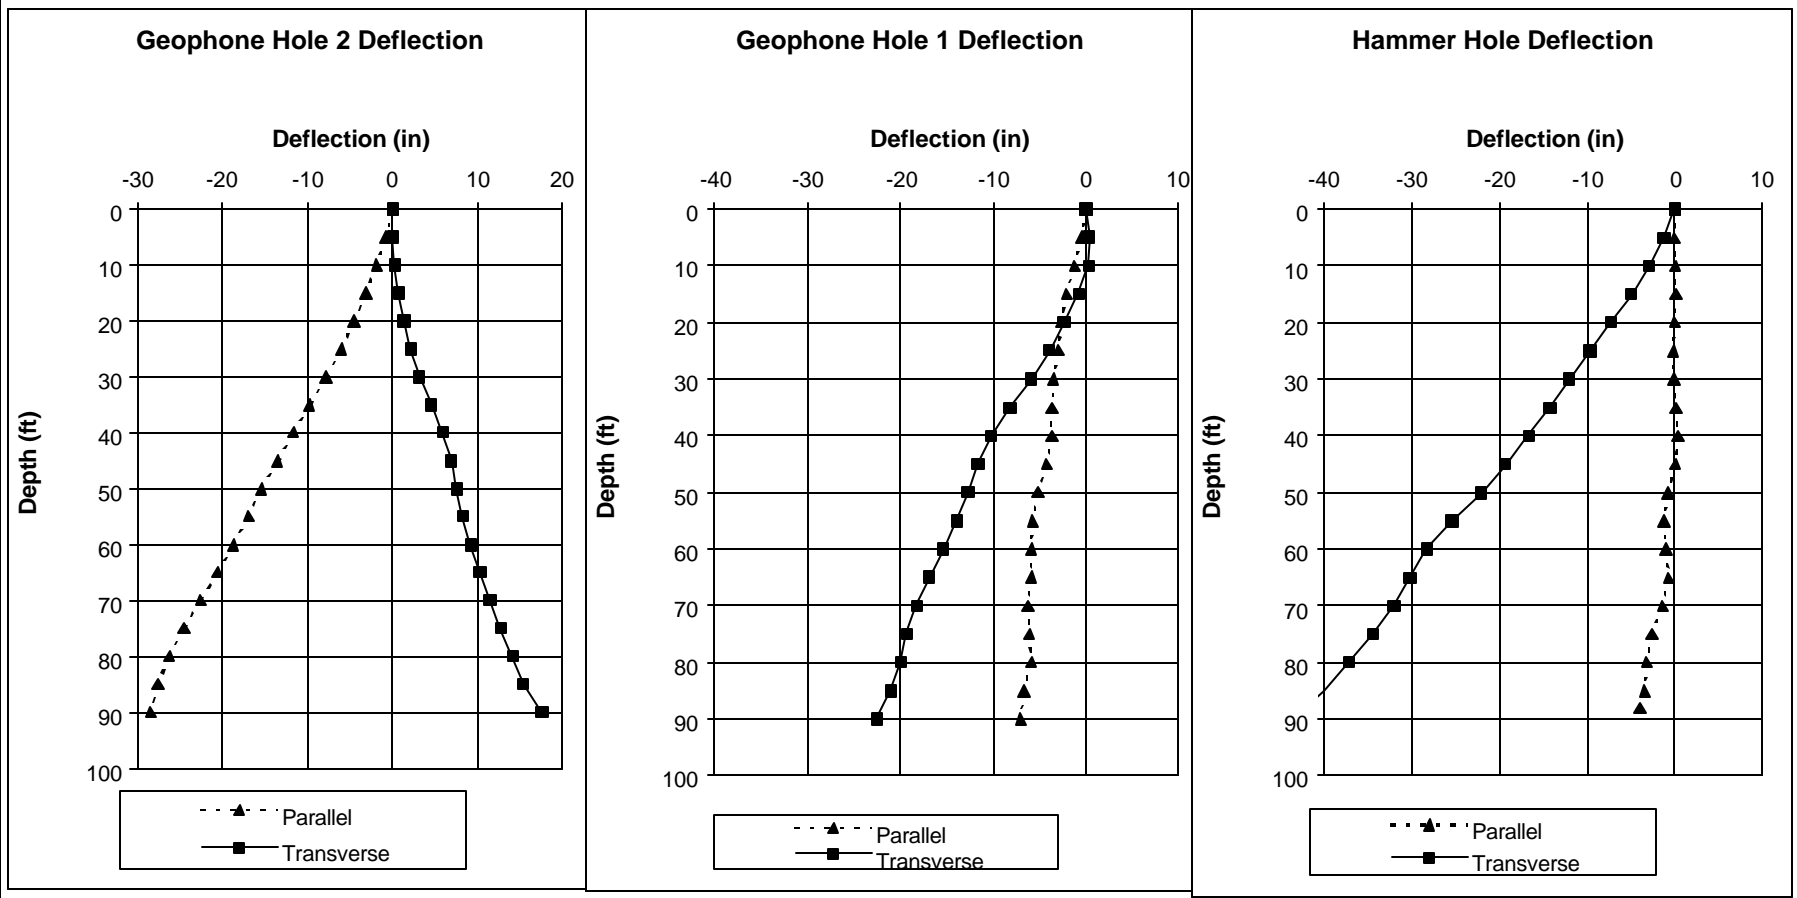 Geophone Hole 2 Deflection
Deflection (in)
-30 -20 -10 0 10 20
0
10
20
30
40
50
60
70
80
90
100
Depth (ft)
Parallel
Transverse
Geophone Hole 1 Deflection
Deflection (in)
-40 -30 -20 -10 0 10
0
10
20
30
40
50
60
70
80
90
100
Depth (ft)
Parallel
Transverse
Hammer Hole Deflection
Deflection (in)
-40 -30 -20 -10 0 10
0
10
20
30
40
50
60
70
80
90
100
Depth (ft)
Parallel
Transverse